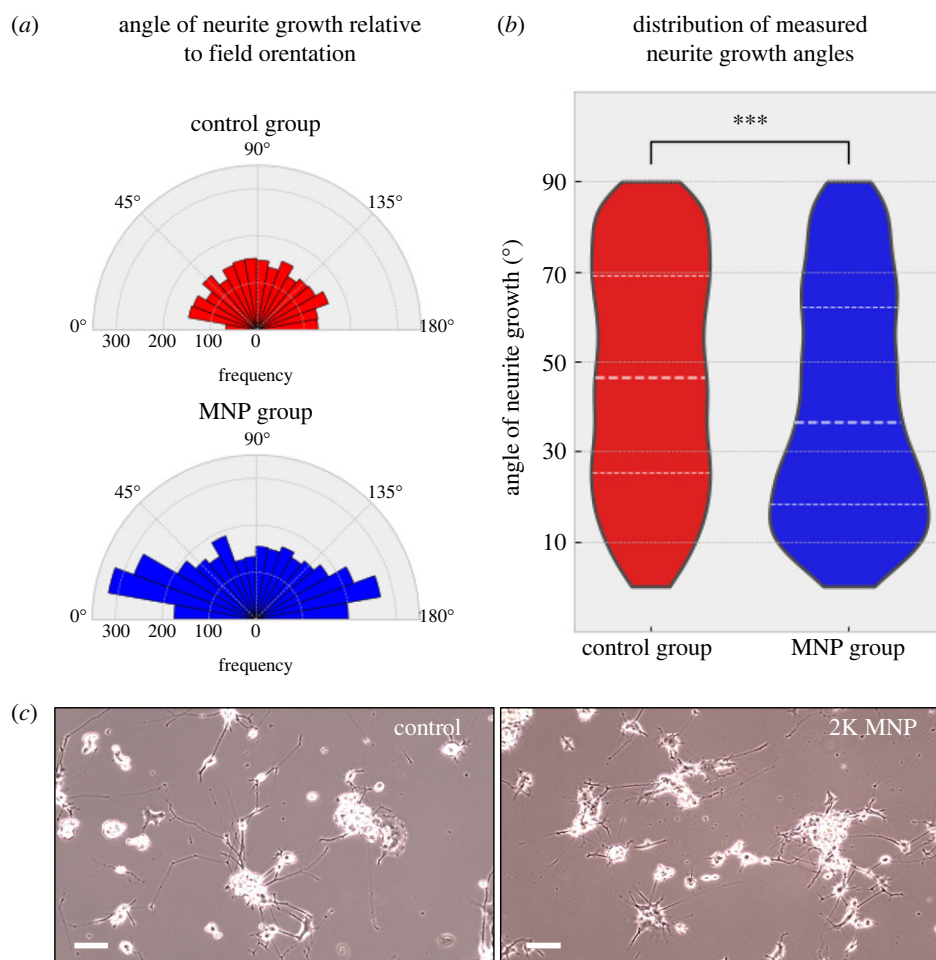 (a) angle of neurite growth relative
to field orentation
control group
90°
45° 135°
0° 180°
300 200 100 0
frequency
MNP group
90°
45° 135°
0° 180°
300 200 100 0
frequency
(b) distribution of measured
neurite growth angles
***
angle of neurite growth (°)
90
70
50
30
10
control group MNP group
(c) control 2K MNP